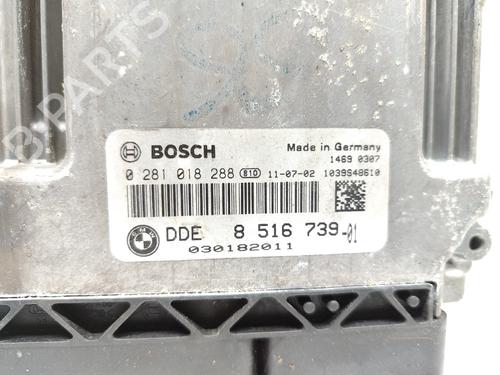 B-PARTS
BOSCH
Made in Germany
1469 0307
0 281 018 288 810 11-07-02 1039S48610
BMW
DDE 8 516 739-01
030182011